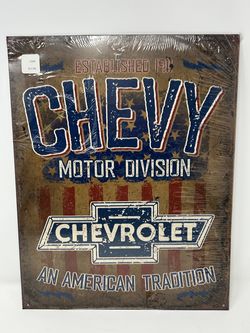 ESTABLISHED
CHEVY
MOTOR DIVISION
CHEVROLET
AN AMERICAN TRADITION